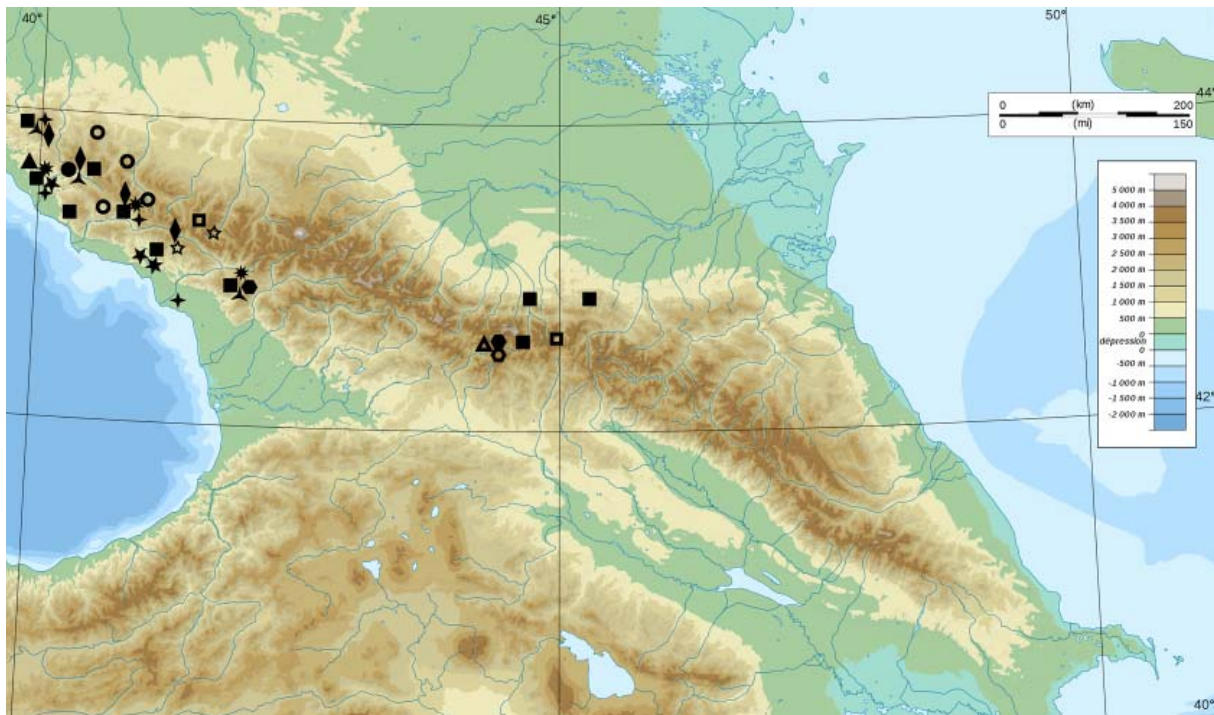 40° 45° 50°
44°
0 (km) 200
0 (mi) 150
5 000 m
4 000 m
3 500 m
3 000 m
2 500 m
2 000 m
1 500 m
1 000 m
500 m
0
dépression
0
-500 m
-1 000 m
-1 500 m
-2 000 m
42°
40°